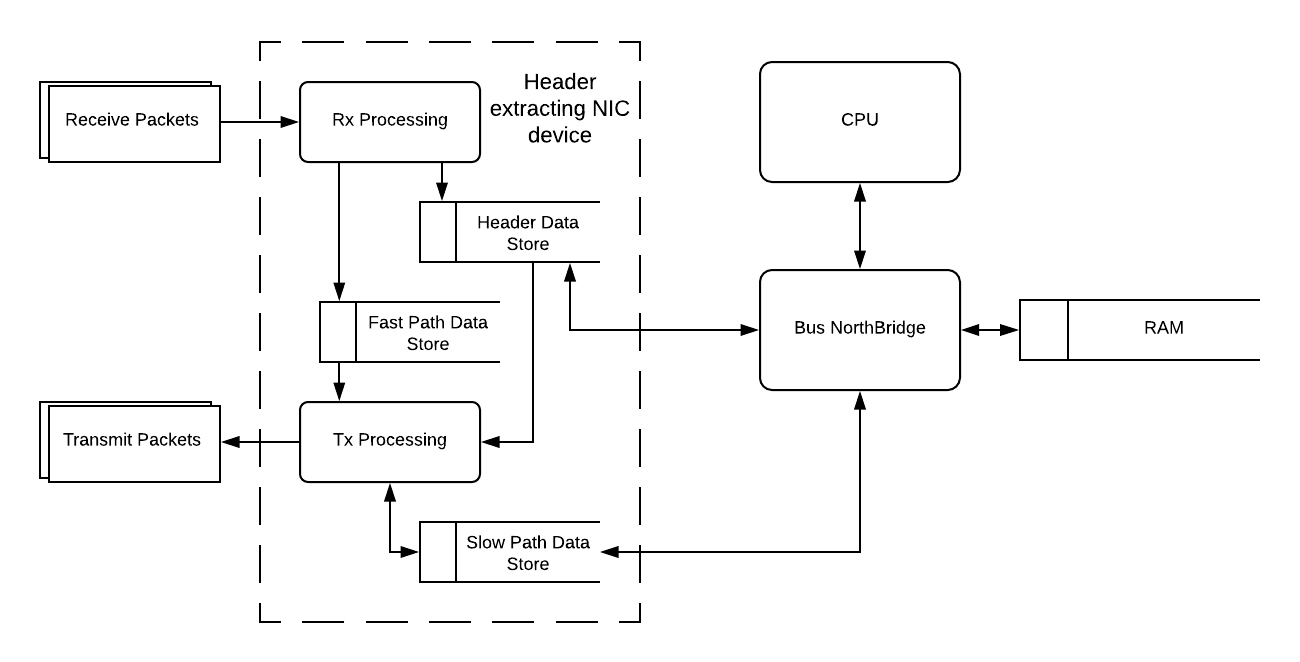 Header
extracting NIC
device
Receive Packets
Rx Processing
CPU
Header Data
Store
Fast Path Data
Store
Bus NorthBridge
RAM
Transmit Packets
Tx Processing
Slow Path Data
Store